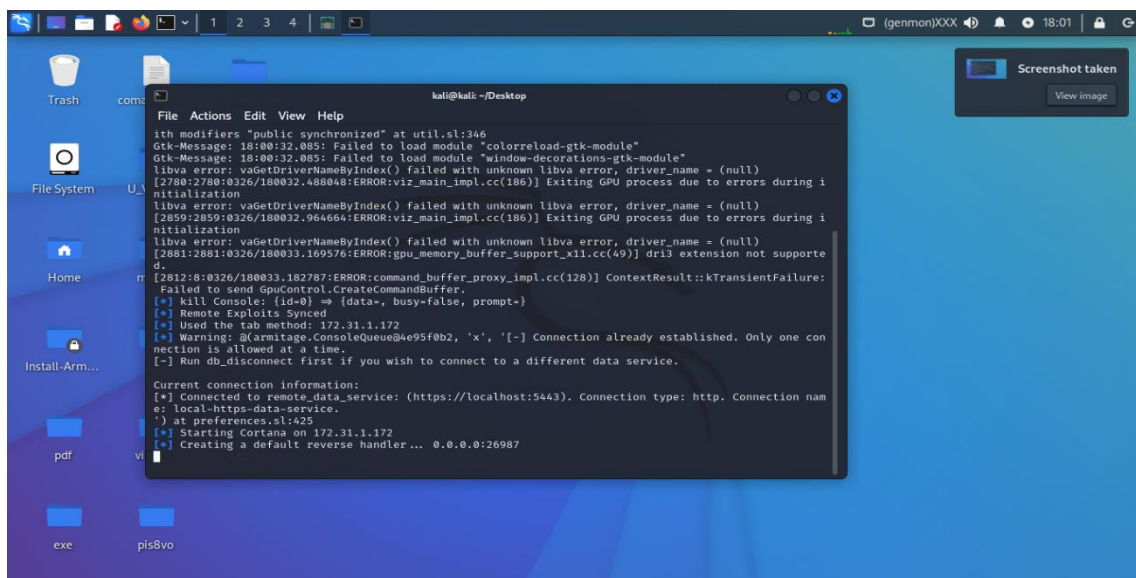 1 2 3 4
(genmon)XXX
18:01
Screenshot taken
View image
Trash
coma
File System
U_V
Home
m
Install-Arm...
pdf
vi
exe
pis8vo
kali@kali: ~/Desktop
File Actions Edit View Help
ith modifiers "public synchronized" at util.sl:346
Gtk-Message: 18:00:32.085: Failed to load module "colorreload-gtk-module"
Gtk-Message: 18:00:32.085: Failed to load module "window-decorations-gtk-module"
libva error: vaGetDriverNameByIndex() failed with unknown libva error, driver_name = (null)
[2780:2780:0326/180032.488048:ERROR:viz_main_impl.cc(186)] Exiting GPU process due to errors during i
nitialization
libva error: vaGetDriverNameByIndex() failed with unknown libva error, driver_name = (null)
[2859:2859:0326/180032.964664:ERROR:viz_main_impl.cc(186)] Exiting GPU process due to errors during i
nitialization
libva error: vaGetDriverNameByIndex() failed with unknown libva error, driver_name = (null)
[2881:2881:0326/180033.169576:ERROR:gpu_memory_buffer_support_x11.cc(49)] dri3 extension not supporte
d.
[2812:8:0326/180033.182787:ERROR:command_buffer_proxy_impl.cc(128)] ContextResult::kTransientFailure:
Failed to send GpuControl.CreateCommandBuffer.
[*] kill Console: {id=0} ⇒ {data=, busy=false, prompt=}
[*] Remote Exploits Synced
[*] Used the tab method: 172.31.1.172
[*] Warning: @(armitage.ConsoleQueue@4e95f0b2, 'x', '[-] Connection already established. Only one con
nection is allowed at a time.
[-] Run db_disconnect first if you wish to connect to a different data service.
Current connection information:
[*] Connected to remote_data_service: (https://localhost:5443). Connection type: http. Connection nam
e: local-https-data-service.
') at preferences.sl:425
[*] Starting Cortana on 172.31.1.172
[*] Creating a default reverse handler... 0.0.0.0:26987